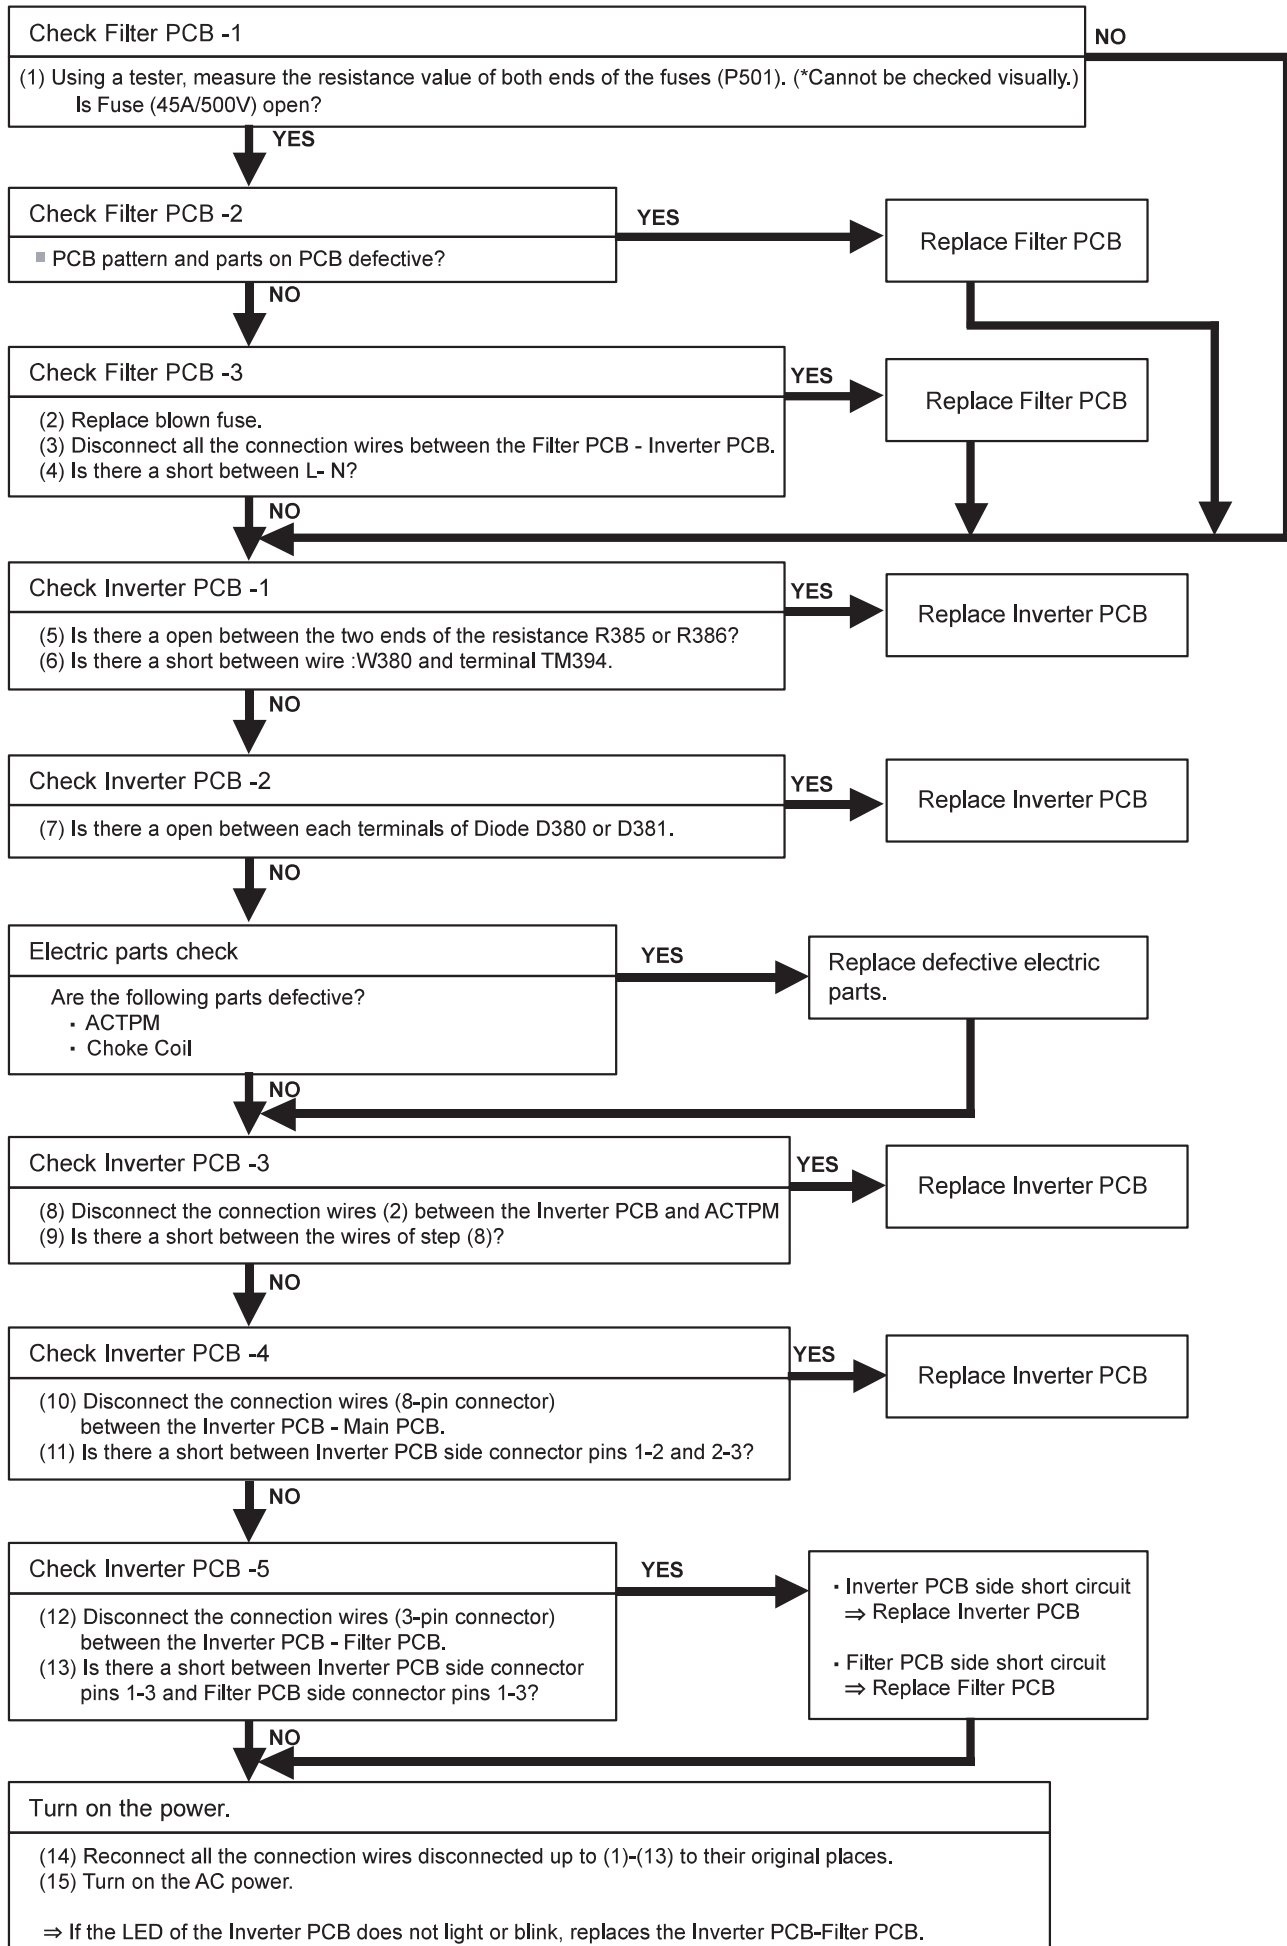 Check Filter PCB -1
NO
(1) Using a tester, measure the resistance value of both ends of the fuses (P501). (*Cannot be checked visually.)
Is Fuse (45A/500V) open?
YES
Check Filter PCB -2
YES
Replace Filter PCB
■ PCB pattern and parts on PCB defective?
NO
Check Filter PCB -3
YES
Replace Filter PCB
(2) Replace blown fuse.
(3) Disconnect all the connection wires between the Filter PCB - Inverter PCB.
(4) Is there a short between L- N?
NO
Check Inverter PCB -1
YES
Replace Inverter PCB
(5) Is there a open between the two ends of the resistance R385 or R386?
(6) Is there a short between wire :W380 and terminal TM394.
NO
Check Inverter PCB -2
YES
Replace Inverter PCB
(7) Is there a open between each terminals of Diode D380 or D381.
NO
Electric parts check
YES
Replace defective electric
parts.
Are the following parts defective?
・ ACTPM
・ Choke Coil
NO
Check Inverter PCB -3
YES
Replace Inverter PCB
(8) Disconnect the connection wires (2) between the Inverter PCB and ACTPM
(9) Is there a short between the wires of step (8)?
NO
Check Inverter PCB -4
YES
Replace Inverter PCB
(10) Disconnect the connection wires (8-pin connector)
between the Inverter PCB - Main PCB.
(11) Is there a short between Inverter PCB side connector pins 1-2 and 2-3?
NO
Check Inverter PCB -5
YES
(12) Disconnect the connection wires (3-pin connector)
between the Inverter PCB - Filter PCB.
(13) Is there a short between Inverter PCB side connector
pins 1-3 and Filter PCB side connector pins 1-3?
・ Inverter PCB side short circuit
⇒ Replace Inverter PCB
・ Filter PCB side short circuit
⇒ Replace Filter PCB
NO
Turn on the power.
(14) Reconnect all the connection wires disconnected up to (1)-(13) to their original places.
(15) Turn on the AC power.
⇒ If the LED of the Inverter PCB does not light or blink, replaces the Inverter PCB-Filter PCB.